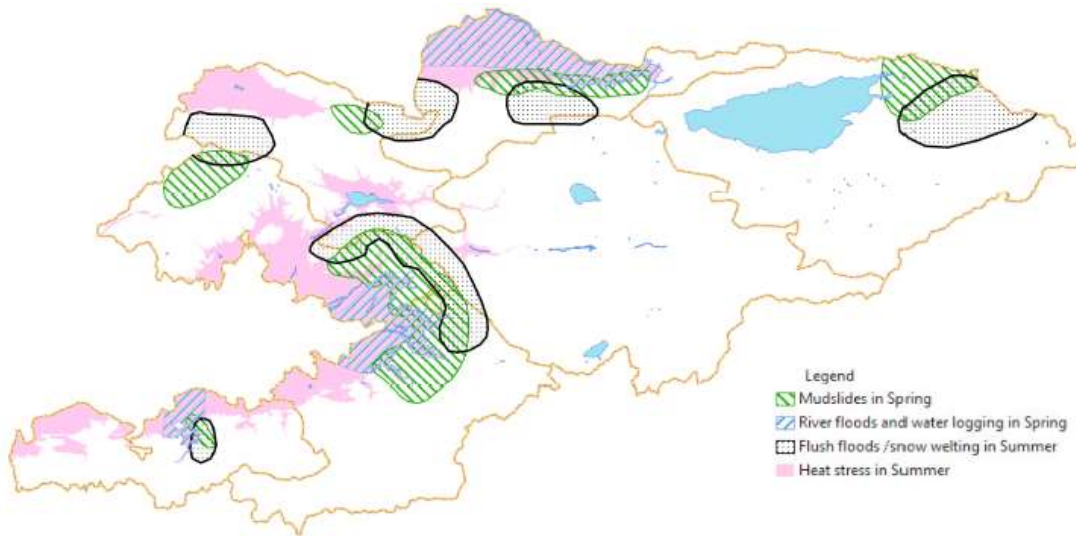 Legend
Mudslides in Spring
River floods and water logging in Spring
Flush floods /snow welting in Summer
Heat stress in Summer